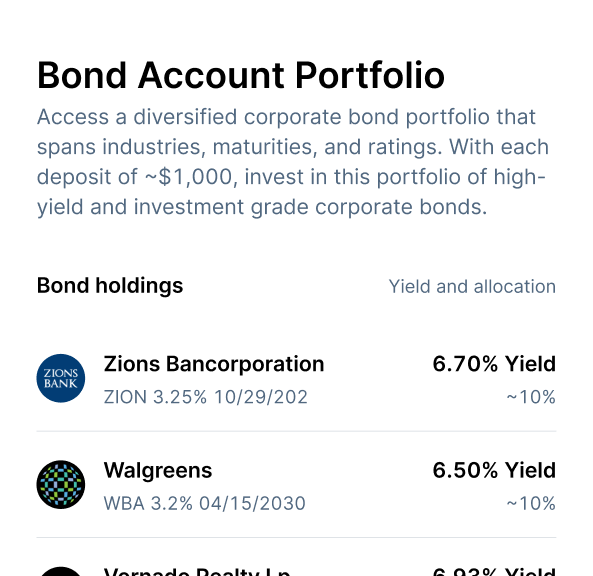 Bond Account Portfolio
Access a diversified corporate bond portfolio that
spans industries, maturities, and ratings. With each
deposit of ~$1,000, invest in this portfolio of high-
yield and investment grade corporate bonds.
Bond holdings Yield and allocation
ZIONS
BANK
Zions Bancorporation 6.70% Yield
ZION 3.25% 10/29/202 ~10%
Walgreens 6.50% Yield
WBA 3.2% 04/15/2030 ~10%
Vornado Realty Lp 6.93% Yield